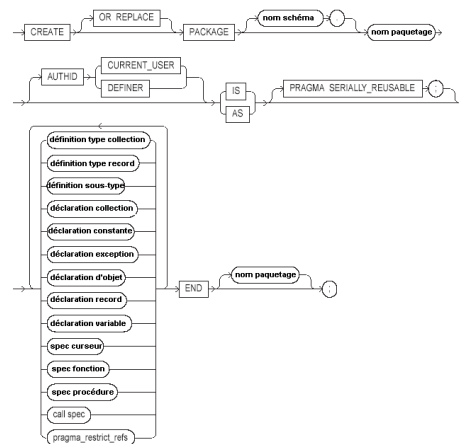 CREATE OR REPLACE PACKAGE nom schéma . nom paquetage
AUTHID CURRENT_USER DEFINER IS AS PRAGMA SERIALLY_REUSABLE ;
définition type collection
définition type record
définition sous-type
déclaration collection
déclaration constante
déclaration exception
déclaration d'objet
déclaration record
déclaration variable
spec curseur
spec fonction
spec procédure
call spec
pragma_restrict_refs
END nom paquetage ;